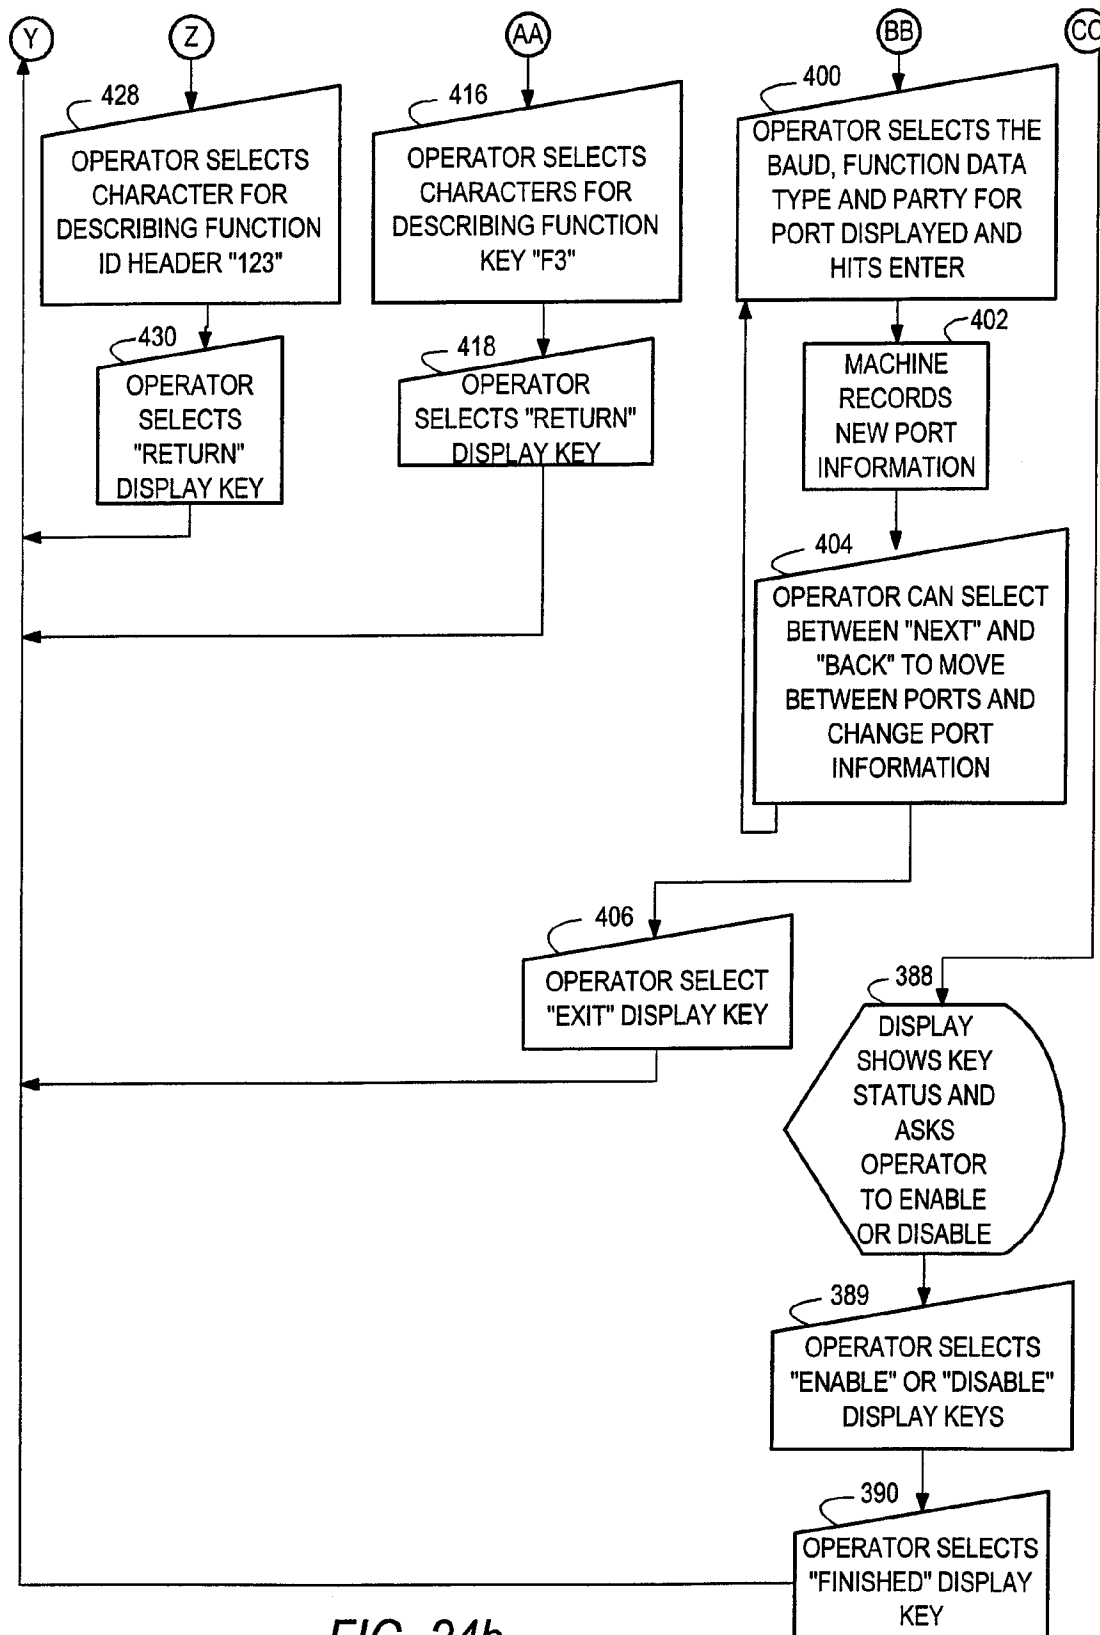 Y
Z
AA
BB
CC
428
OPERATOR SELECTS
CHARACTER FOR
DESCRIBING FUNCTION
ID HEADER "123"
416
OPERATOR SELECTS
CHARACTERS FOR
DESCRIBING FUNCTION
KEY "F3"
400
OPERATOR SELECTS THE
BAUD, FUNCTION DATA
TYPE AND PARTY FOR
PORT DISPLAYED AND
HITS ENTER
430
OPERATOR
SELECTS
"RETURN"
DISPLAY KEY
418
OPERATOR
SELECTS "RETURN"
DISPLAY KEY
402
MACHINE
RECORDS
NEW PORT
INFORMATION
404
OPERATOR CAN SELECT
BETWEEN "NEXT" AND
"BACK" TO MOVE
BETWEEN PORTS AND
CHANGE PORT
INFORMATION
406
OPERATOR SELECT
"EXIT" DISPLAY KEY
388
DISPLAY
SHOWS KEY
STATUS AND
ASKS
OPERATOR
TO ENABLE
OR DISABLE
389
OPERATOR SELECTS
"ENABLE" OR "DISABLE"
DISPLAY KEYS
390
OPERATOR SELECTS
"FINISHED" DISPLAY
KEY
FIG. 24b